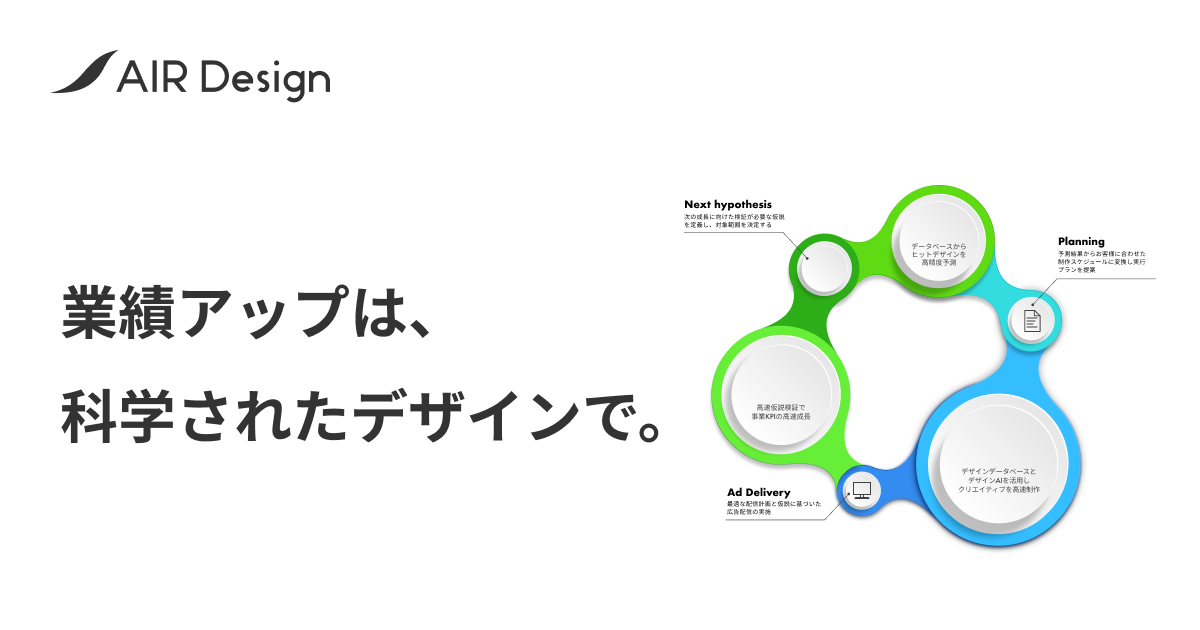 AIR Design
業績アップは、
科学されたデザインで。
Next hypothesis
次の成長に向けた検証が必要な仮説
を定義し、対象範囲を決定する
データベースから
ヒットデザインを
高精度予測
Planning
予測結果からお客様に合わせた
制作スケジュールに変換し実行
プランを提案
高速仮説検証で
事業KPIの高速成長
デザインデータベースと
デザインAIを活用し
クリエイティブを高速制作
Ad Delivery
最適な配信計画と仮説に基づいた
広告配信の実施